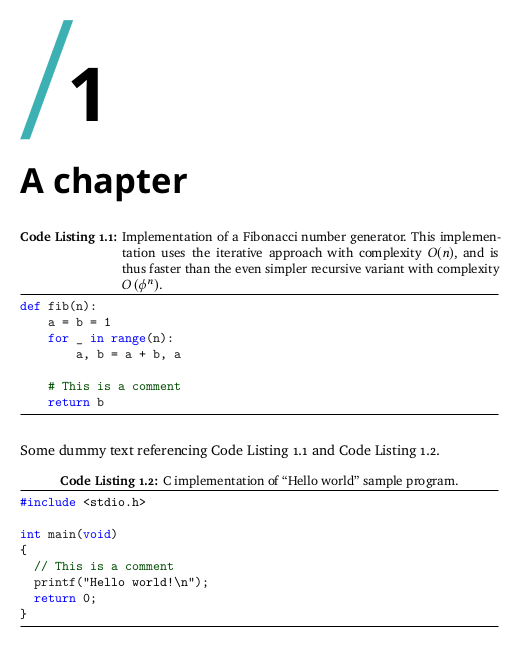 1
A chapter
Code Listing 1.1: Implementation of a Fibonacci number generator. This implemen-
tation uses the iterative approach with complexity O(n), and is
thus faster than the even simpler recursive variant with complexity
O(ϕⁿ).
def fib(n):
    a = b = 1
    for _ in range(n):
        a, b = a + b, a

    # This is a comment
    return b
Some dummy text referencing Code Listing 1.1 and Code Listing 1.2.
Code Listing 1.2: C implementation of “Hello world” sample program.
#include <stdio.h>

int main(void)
{
  // This is a comment
  printf("Hello world!\n");
  return 0;
}